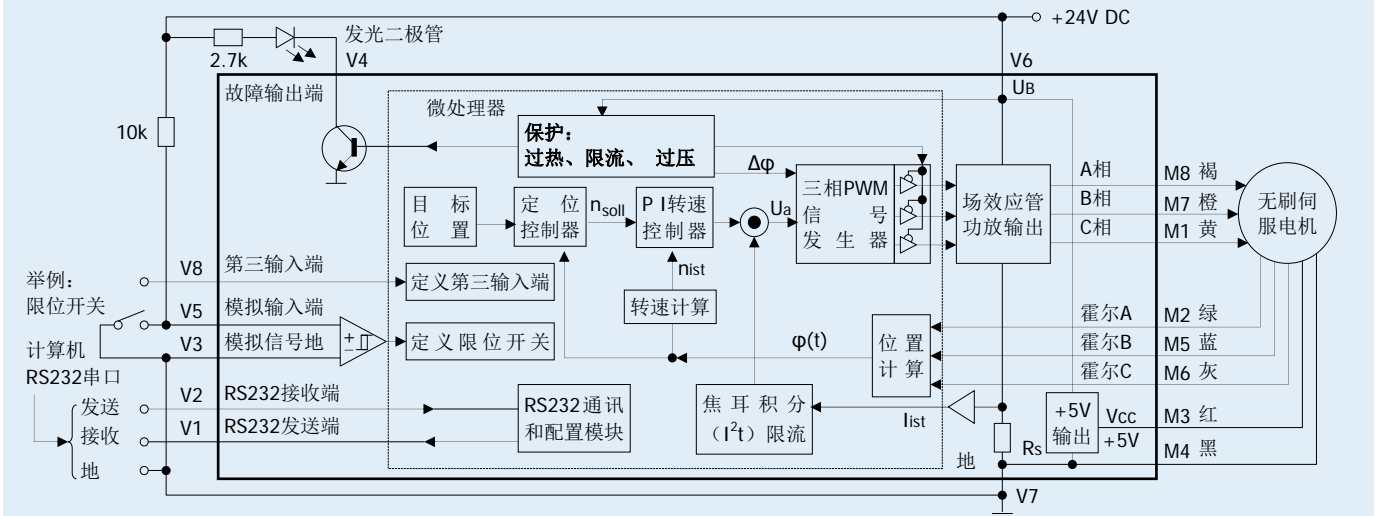 +24V DC
发光二极管
2.7k
V4
V6
故障输出端
微处理器
UB
10k
保护：
过热、限流、 过压
Δφ
目 标
位 置
定 位
控制器
nsoll
P I转速
控制器
Ua
三相PWM
信 号
发 生 器
场效应管
功放输出
A相
B相
C相
M8 褐
M7 橙
M1 黄
无刷伺
服电机
举例：
限位开关
V8
第三输入端
定义第三输入端
nist
转速计算
V5
模拟输入端
V3
模拟信号地
+
−
定义限位开关
φ(t)
位 置
计 算
霍尔A
霍尔B
霍尔C
M2 绿
M5 蓝
M6 灰
计算机
RS232串口
发送
接收
地
V2
RS232接收端
V1
RS232发送端
RS232通讯
和配置模块
焦 耳 积 分
（I²t）限流
Iist
Rs
地
+5V
输出
Vcc
+5V
M3 红
M4 黑
V7